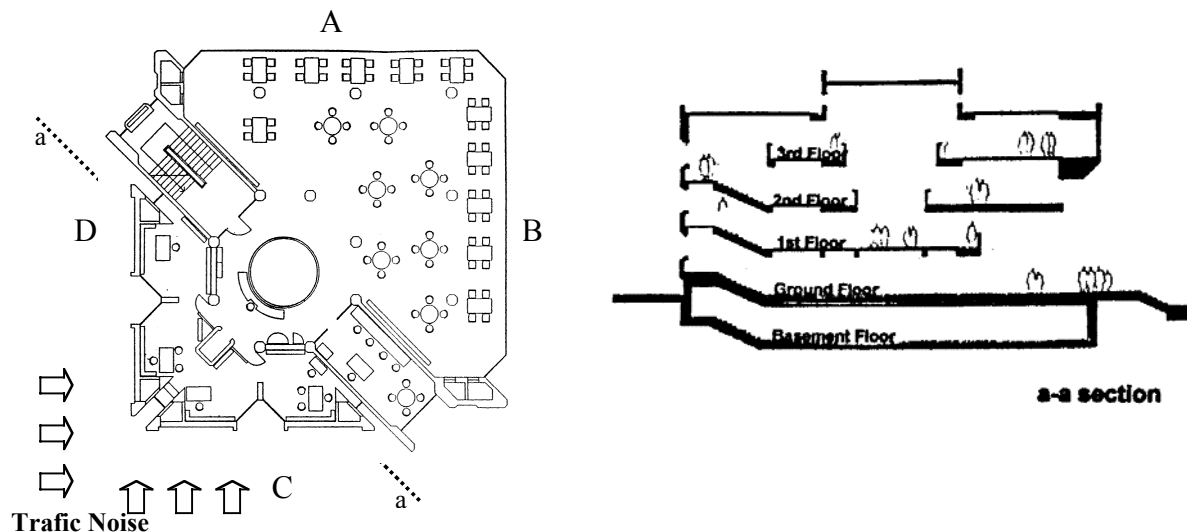 A
a
D
B
C
a
Trafic Noise
3rd Floor
2nd Floor
1st Floor
Ground Floor
Basement Floor
a-a section